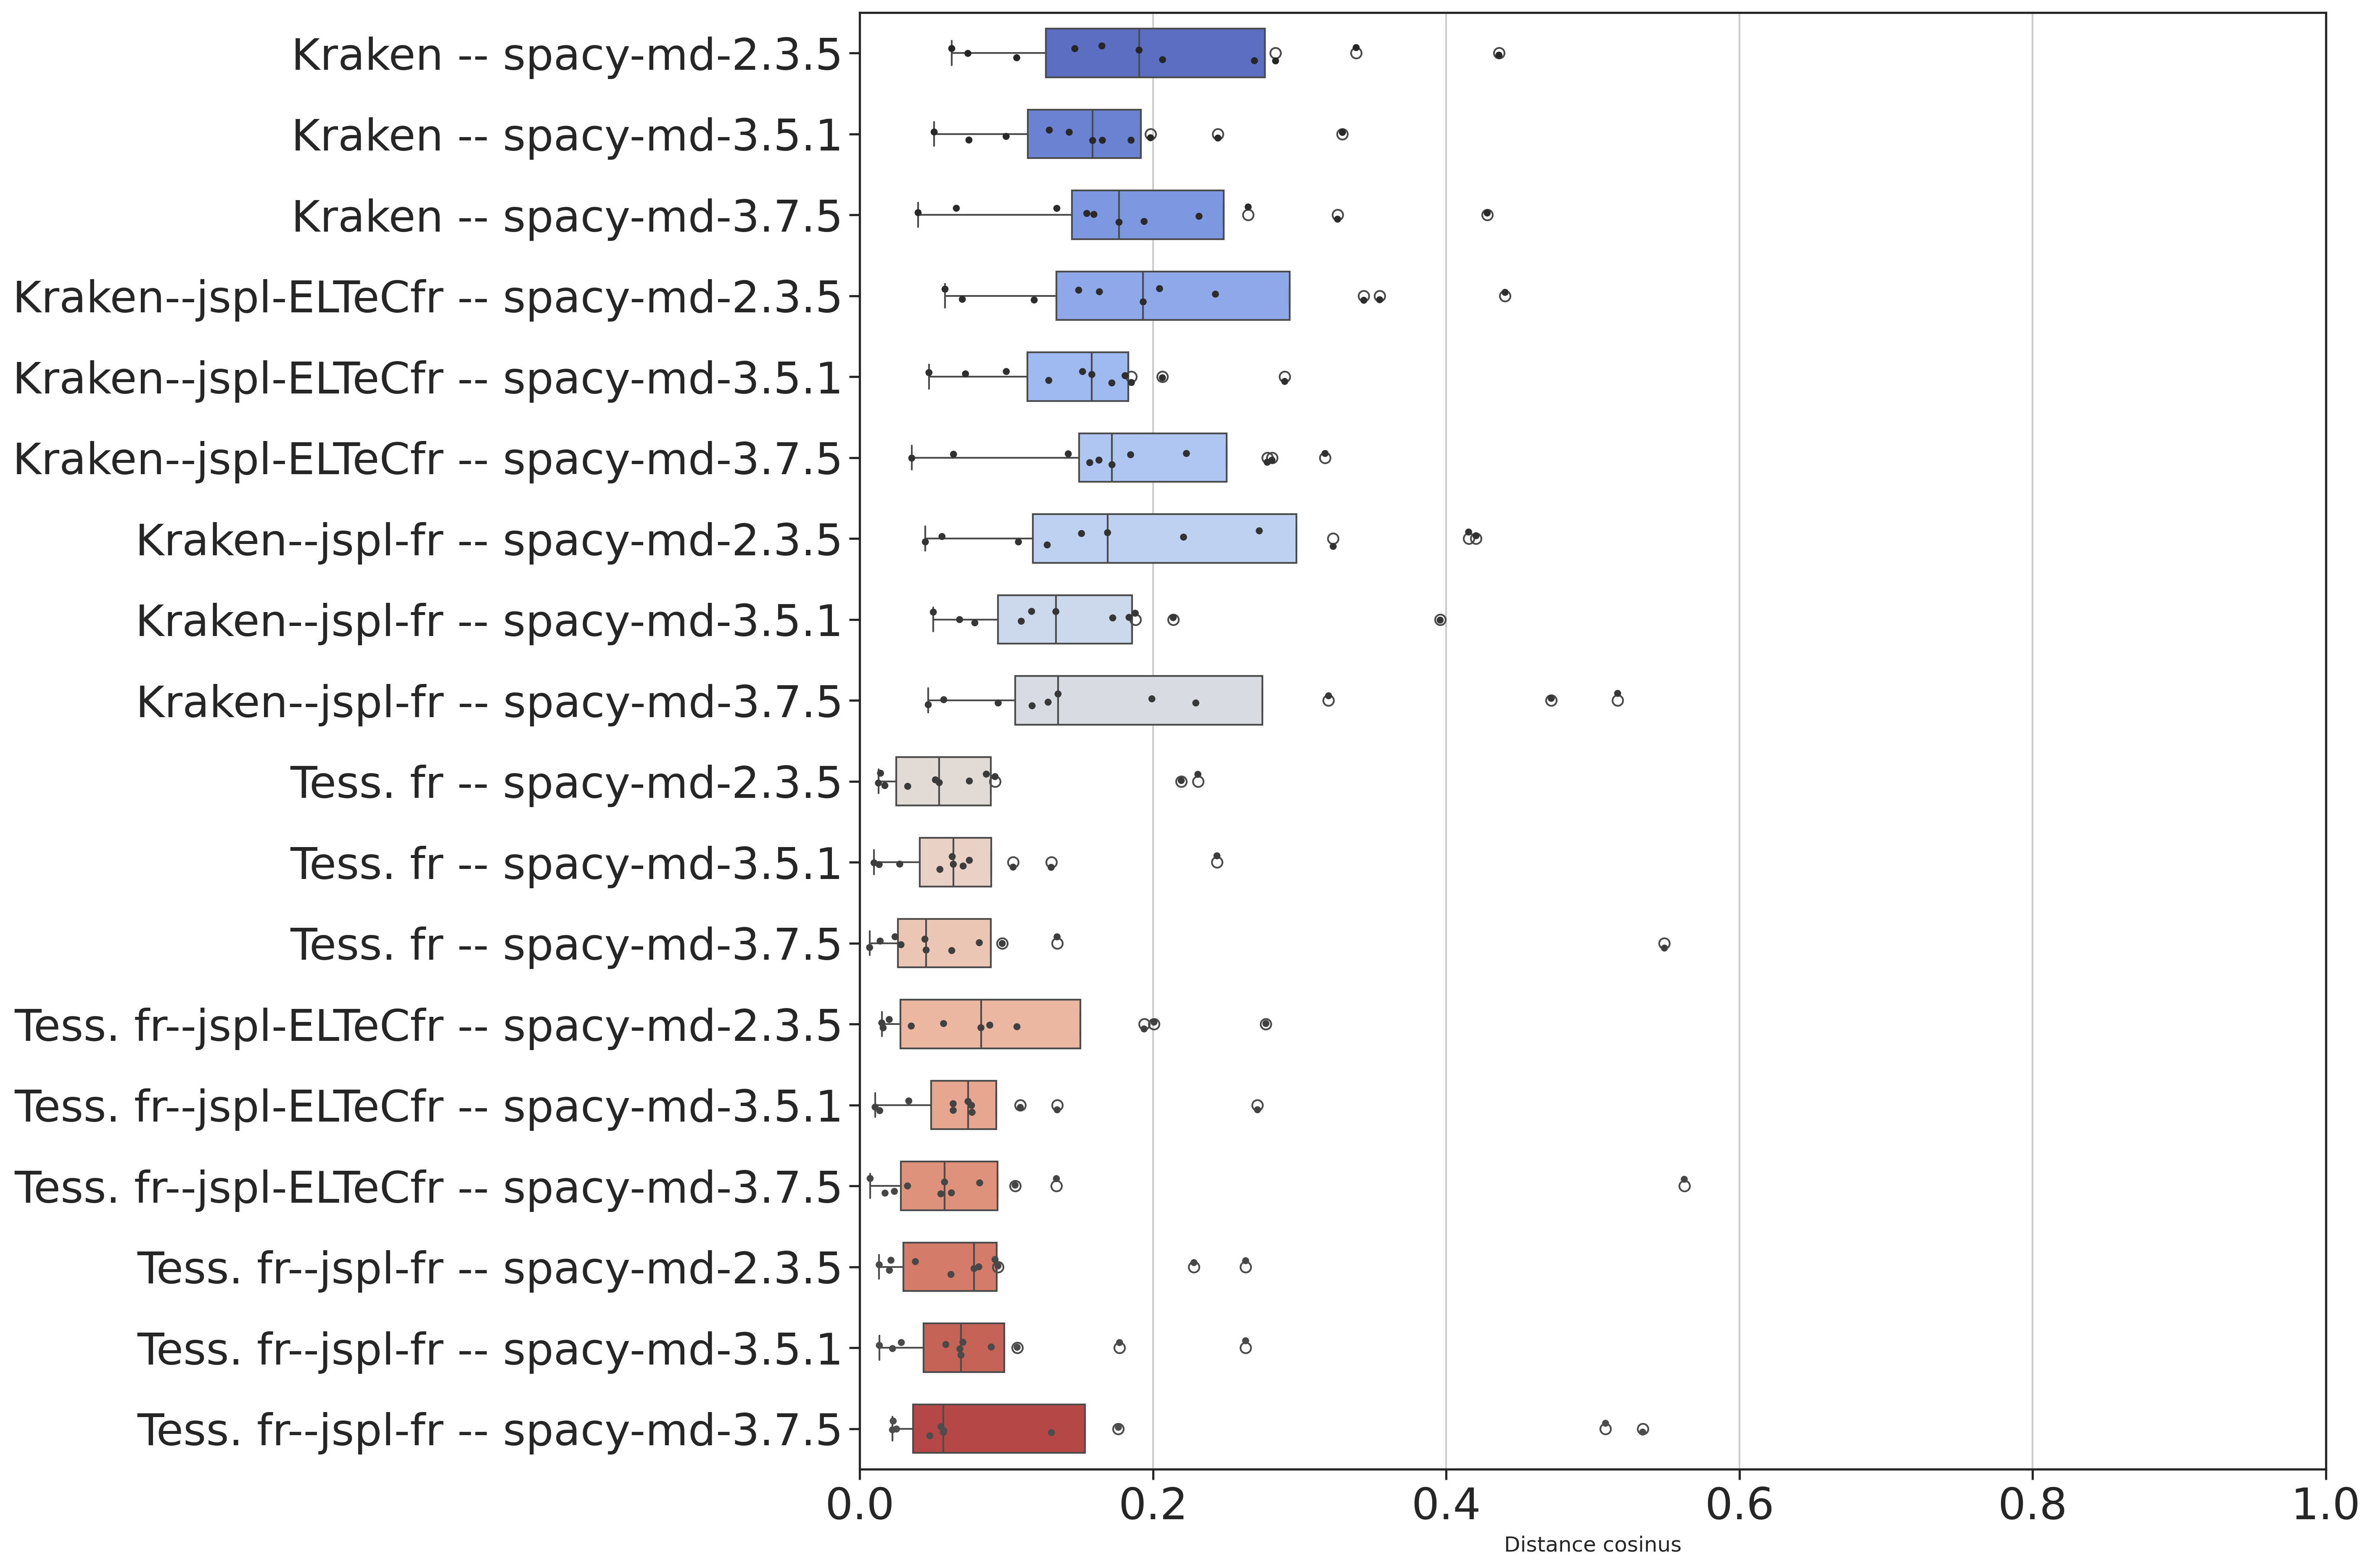 Kraken -- spacy-md-2.3.5
Kraken -- spacy-md-3.5.1
Kraken -- spacy-md-3.7.5
Kraken--jspl-ELTeCfr -- spacy-md-2.3.5
Kraken--jspl-ELTeCfr -- spacy-md-3.5.1
Kraken--jspl-ELTeCfr -- spacy-md-3.7.5
Kraken--jspl-fr -- spacy-md-2.3.5
Kraken--jspl-fr -- spacy-md-3.5.1
Kraken--jspl-fr -- spacy-md-3.7.5
Tess. fr -- spacy-md-2.3.5
Tess. fr -- spacy-md-3.5.1
Tess. fr -- spacy-md-3.7.5
Tess. fr--jspl-ELTeCfr -- spacy-md-2.3.5
Tess. fr--jspl-ELTeCfr -- spacy-md-3.5.1
Tess. fr--jspl-ELTeCfr -- spacy-md-3.7.5
Tess. fr--jspl-fr -- spacy-md-2.3.5
Tess. fr--jspl-fr -- spacy-md-3.5.1
Tess. fr--jspl-fr -- spacy-md-3.7.5
0.0 0.2 0.4 0.6 0.8 1.0
Distance cosinus